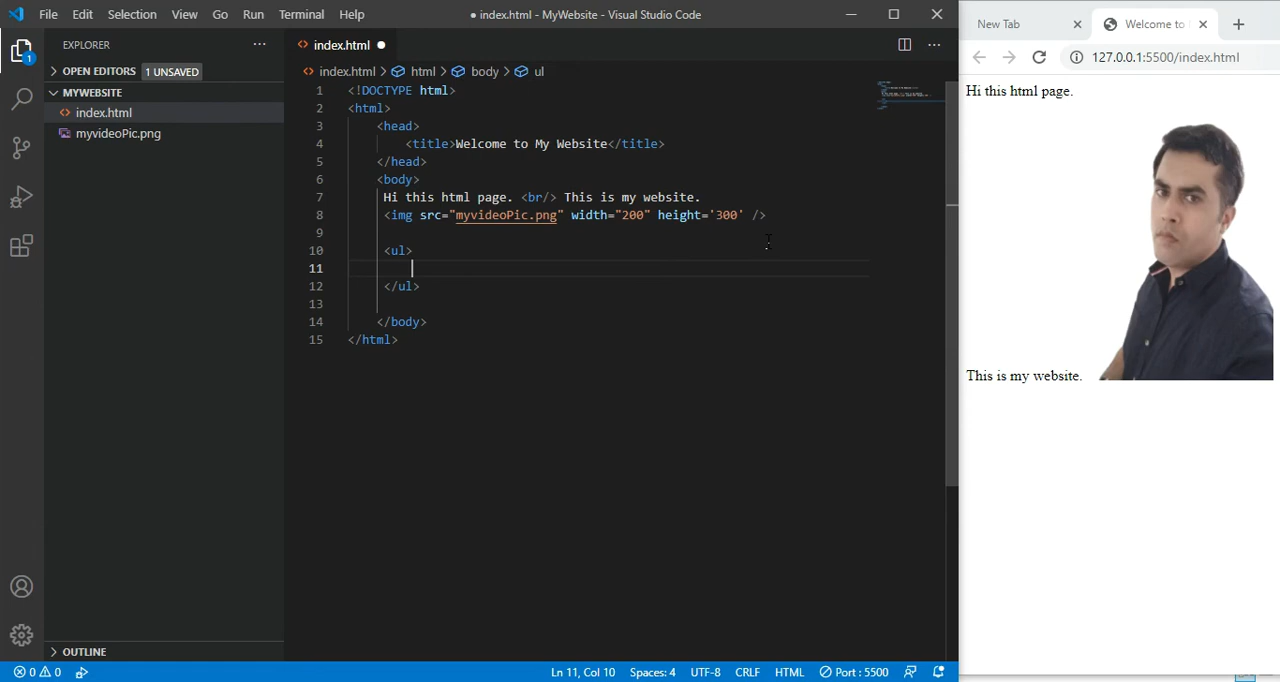 File Edit Selection View Go Run Terminal Help ● index.html - MyWebsite - Visual Studio Code
EXPLORER ···
1
OPEN EDITORS 1 UNSAVED
MYWEBSITE
<> index.html
myvideoPic.png
OUTLINE
<> index.html ●
<> index.html > html > body > ul
1 <!DOCTYPE html>
2 <html>
3 <head>
4 <title>Welcome to My Website</title>
5 </head>
6 <body>
7 Hi this html page. <br/> This is my website.
8 <img src="myvideoPic.png" width="200" height='300' />
9
10 <ul>
11
12 </ul>
13
14 </body>
15 </html>
0 0 Ln 11, Col 10 Spaces: 4 UTF-8 CRLF HTML Port : 5500
New Tab Welcome to
127.0.0.1:5500/index.html
Hi this html page.
This is my website.